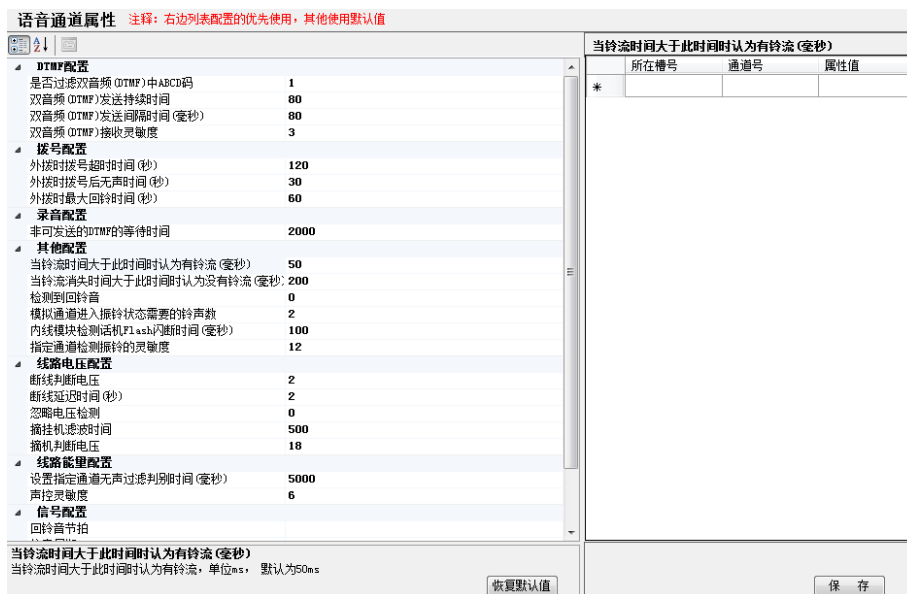 语音通道属性 注释：右边列表配置的优先使用，其他使用默认值
DTMF配置
是否过滤双音频(DTMF)中ABCD码 1
双音频(DTMF)发送持续时间 80
双音频(DTMF)发送间隔时间(毫秒) 80
双音频(DTMF)接收灵敏度 3
拨号配置
外拨时拨号超时时间(秒) 120
外拨时拨号后无声时间(秒) 30
外拨时最大回铃时间(秒) 60
录音配置
非可发送的DTMF的等待时间 2000
其他配置
当铃流时间大于此时间时认为有铃流(毫秒) 50
当铃流消失时间大于此时间时认为没有铃流(毫秒) 200
检测到回铃音 0
模拟通道进入振铃状态需要的铃声数 2
内线模块检测话机Flash闪断时间(毫秒) 100
指定通道检测振铃的灵敏度 12
线路电压配置
断线判断电压 2
断线延迟时间(秒) 2
忽略电压检测 0
摘挂机滤波时间 500
摘机判断电压 18
线路能量配置
设置指定通道无声过滤判别时间(毫秒) 5000
声控灵敏度 6
信号配置
回铃音节拍
当铃流时间大于此时间时认为有铃流(毫秒)
当铃流时间大于此时间时认为有铃流，单位ms， 默认为50ms
恢复默认值
当铃流时间大于此时间时认为有铃流(毫秒)
所在槽号 通道号 属性值
保 存